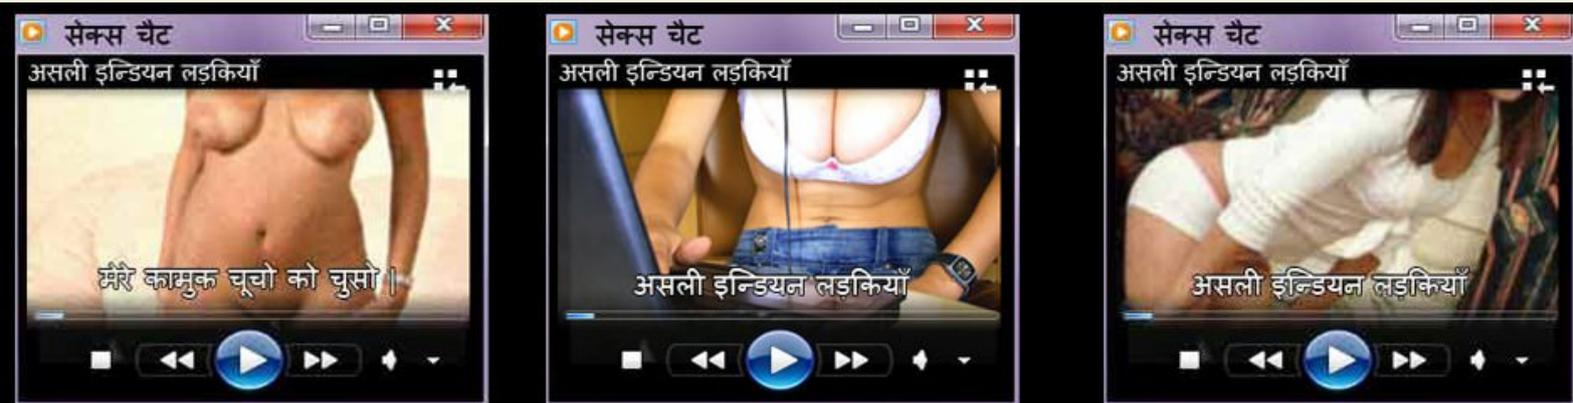 सेक्स चैट
असली इन्डियन लड़कियाँ
मेरे कामुक चूचो को चुसो |
सेक्स चैट
असली इन्डियन लड़कियाँ
असली इन्डियन लड़कियाँ
सेक्स चैट
असली इन्डियन लड़कियाँ
असली इन्डियन लड़कियाँ